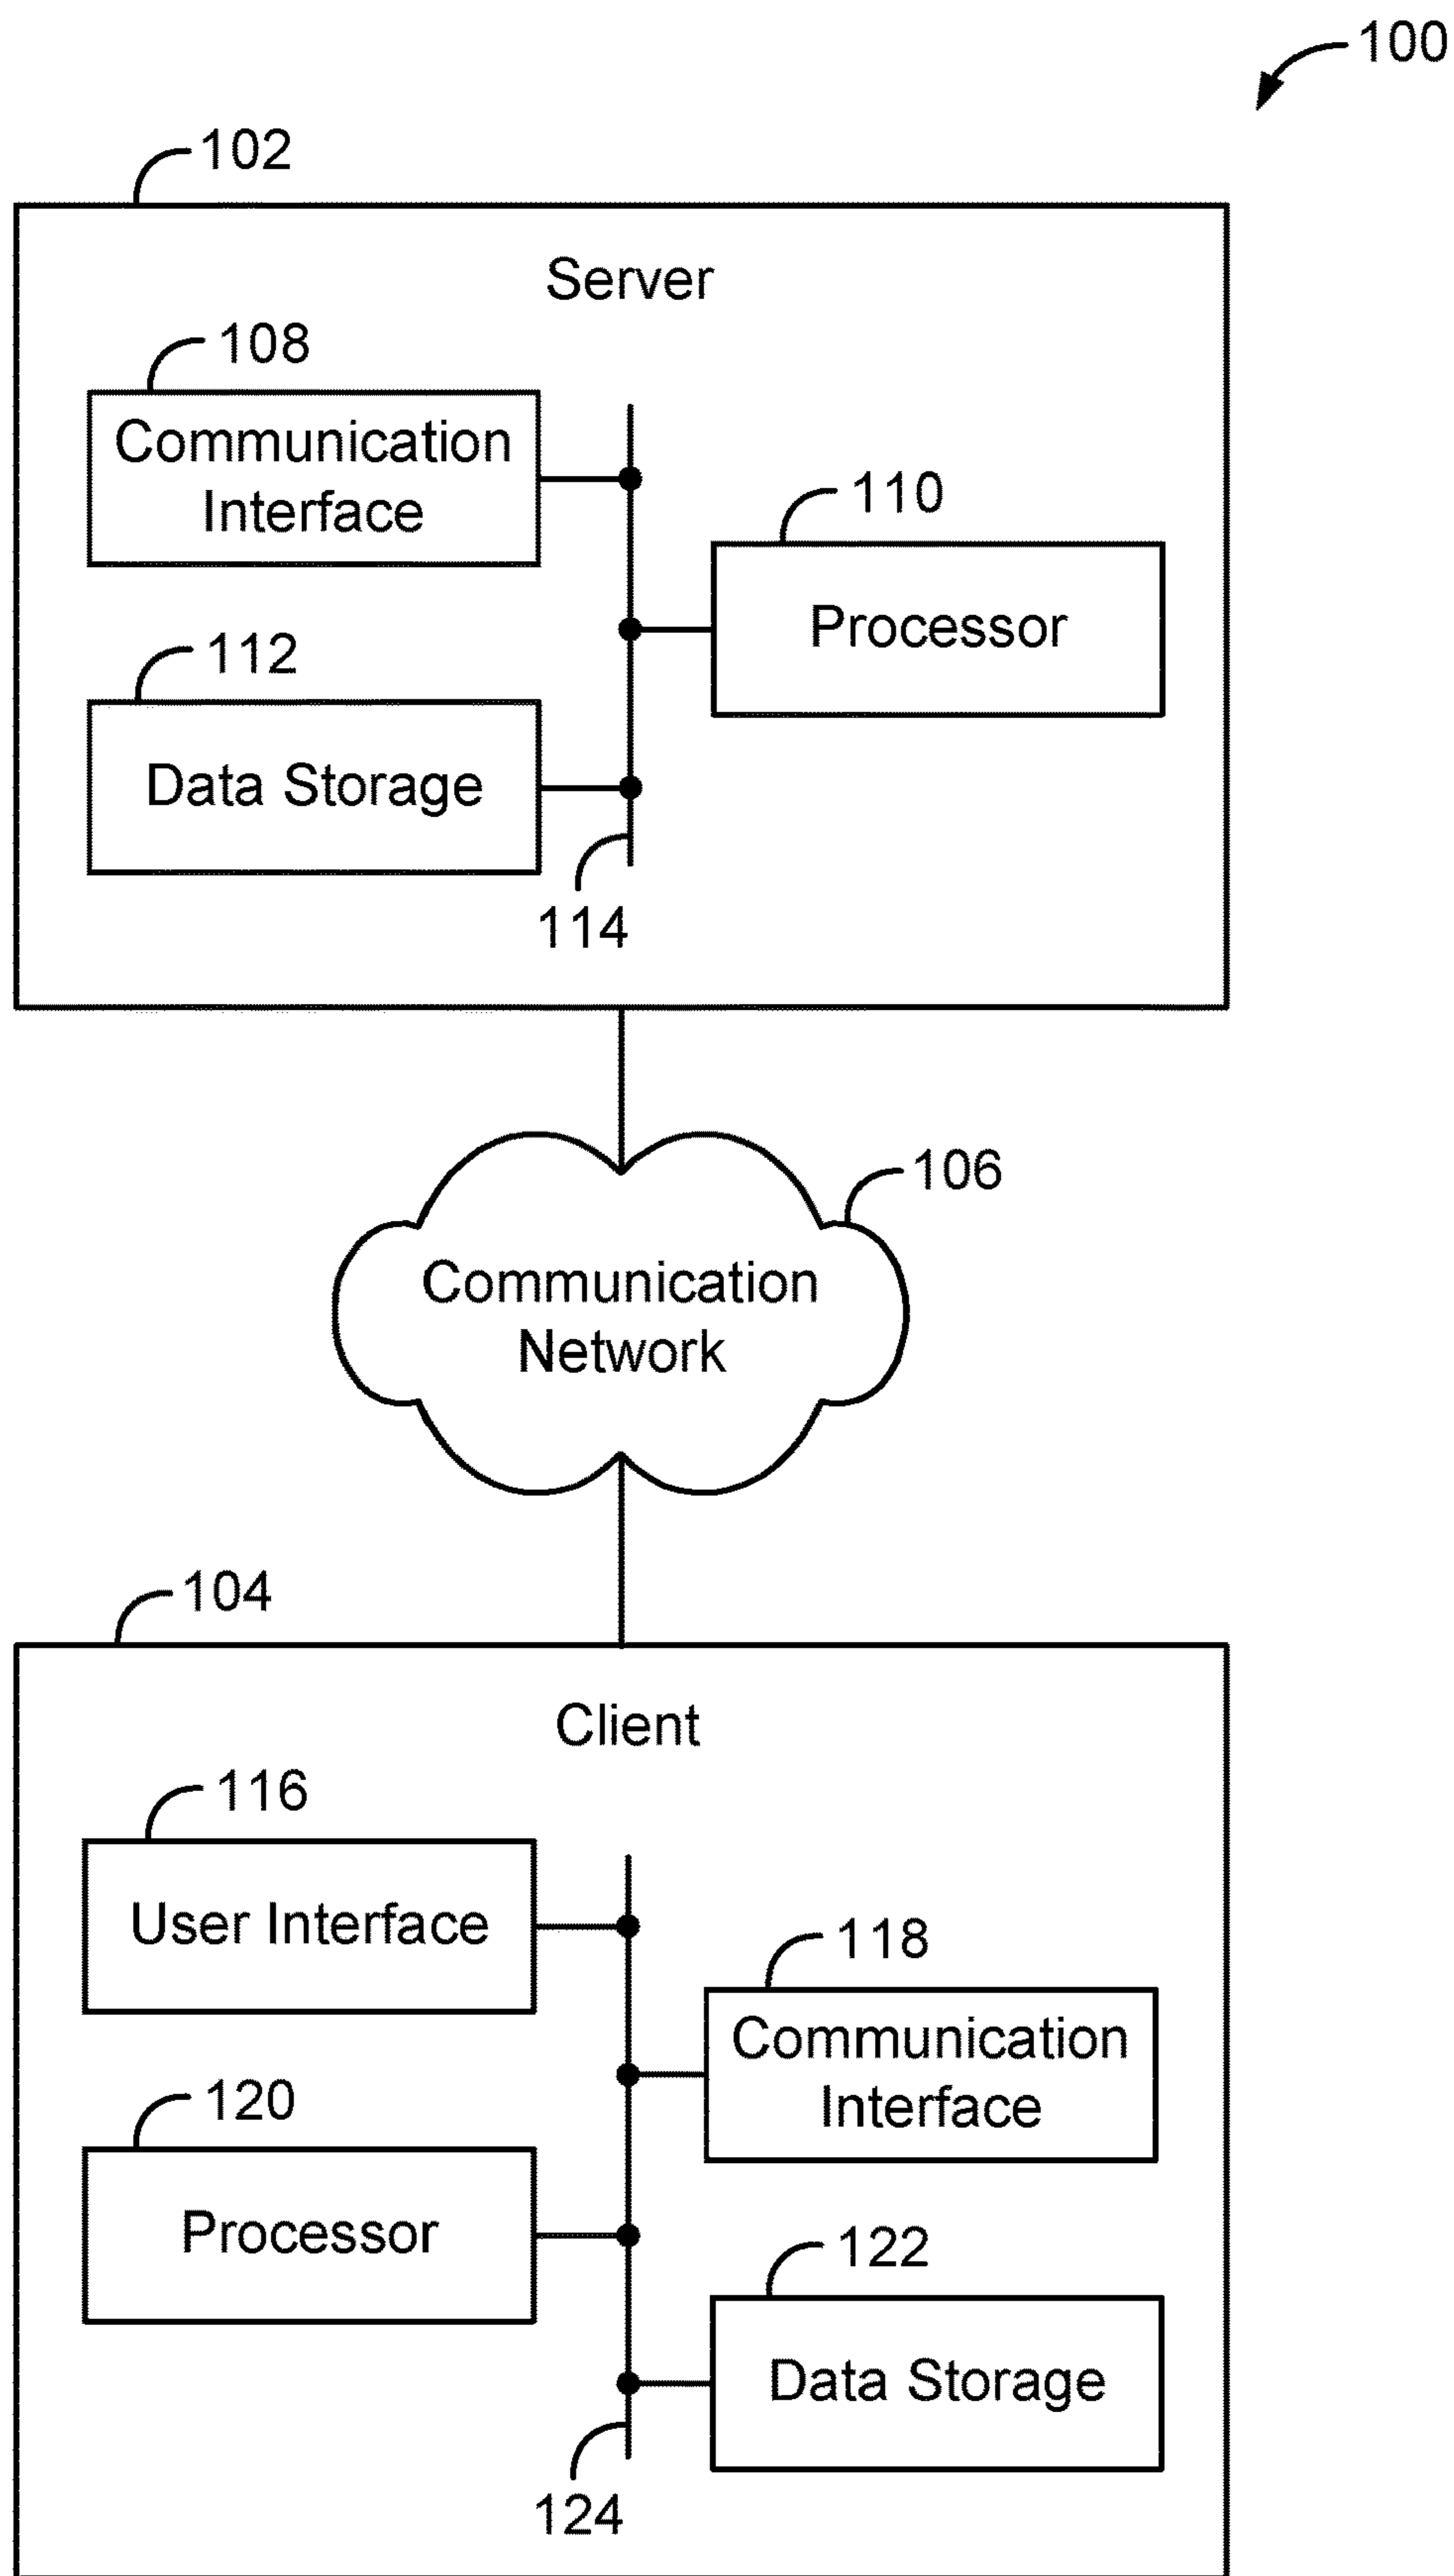 100
102
Server
108
Communication
Interface
110
Processor
112
Data Storage
114
106
Communication
Network
104
Client
116
User Interface
118
Communication
Interface
120
Processor
122
Data Storage
124